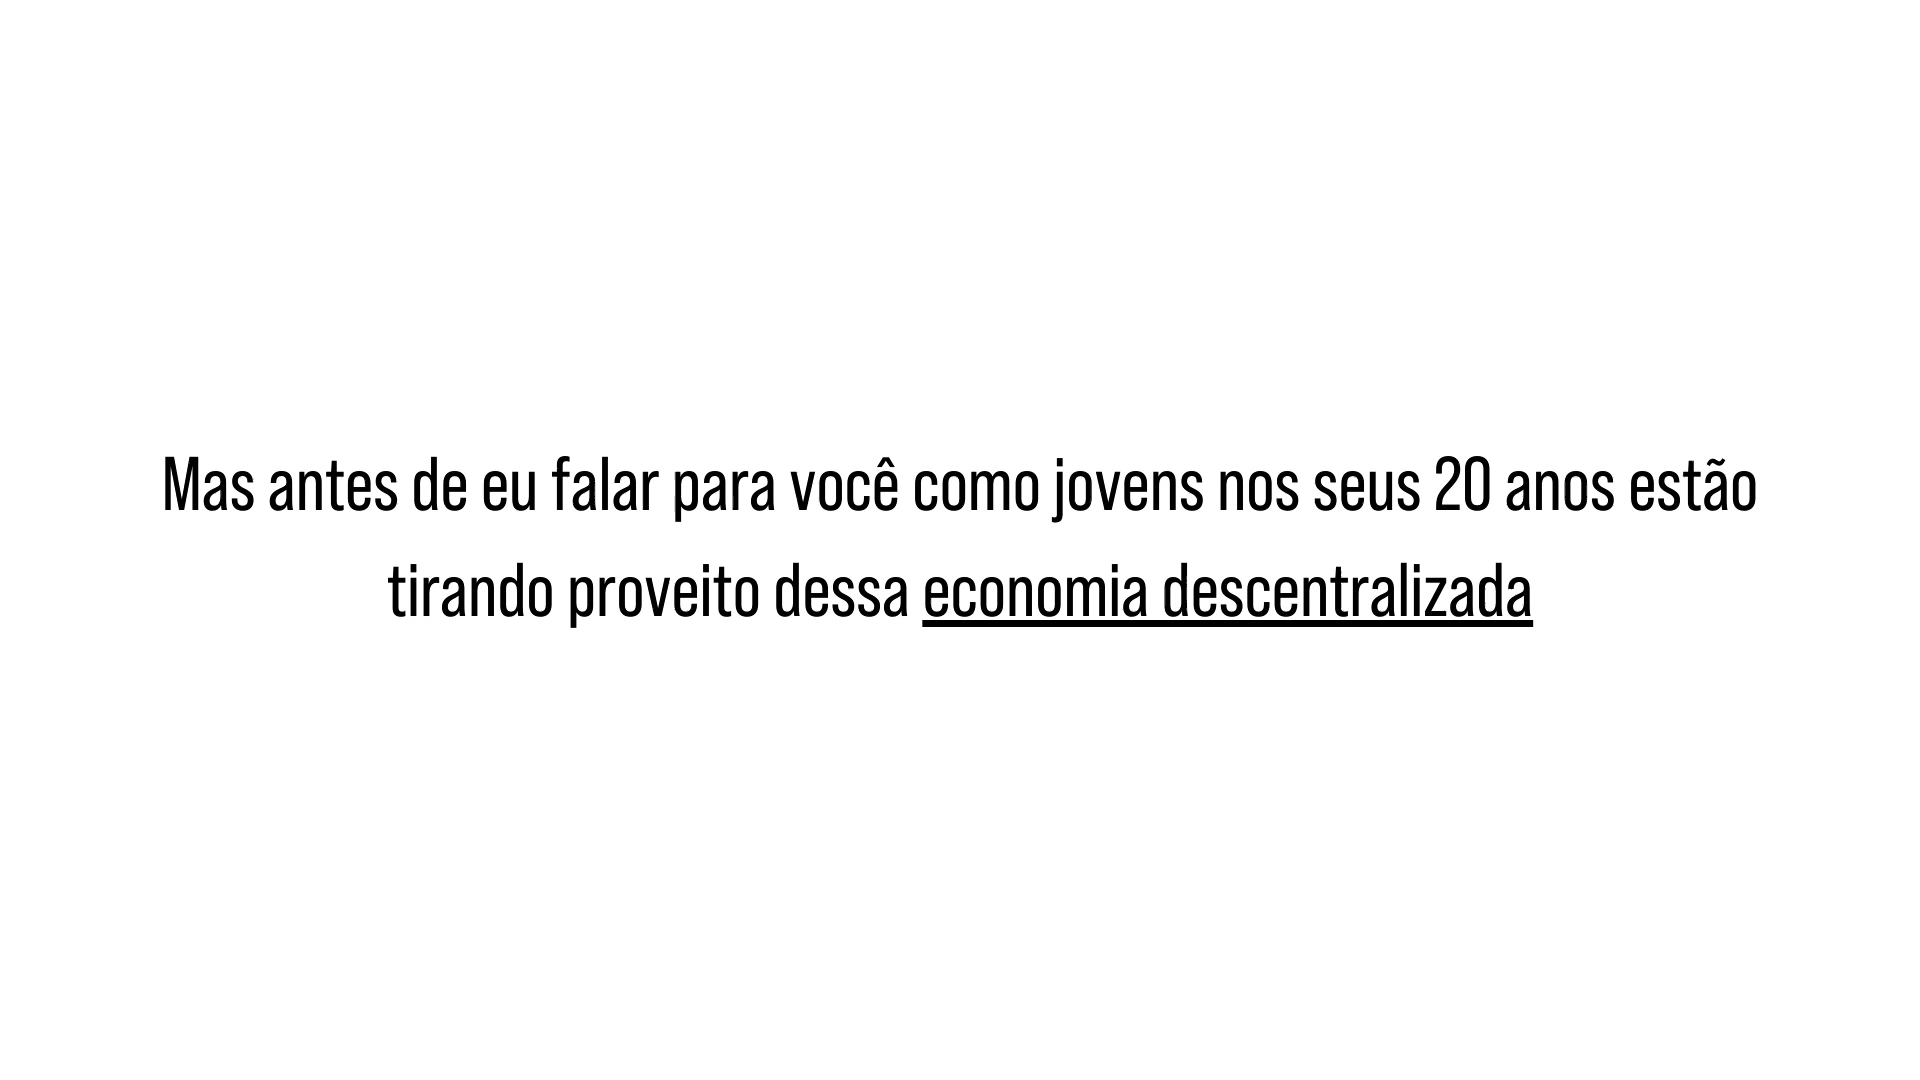 Mas antes de eu falar para você como jovens nos seus 20 anos estão
tirando proveito dessa economia descentralizada